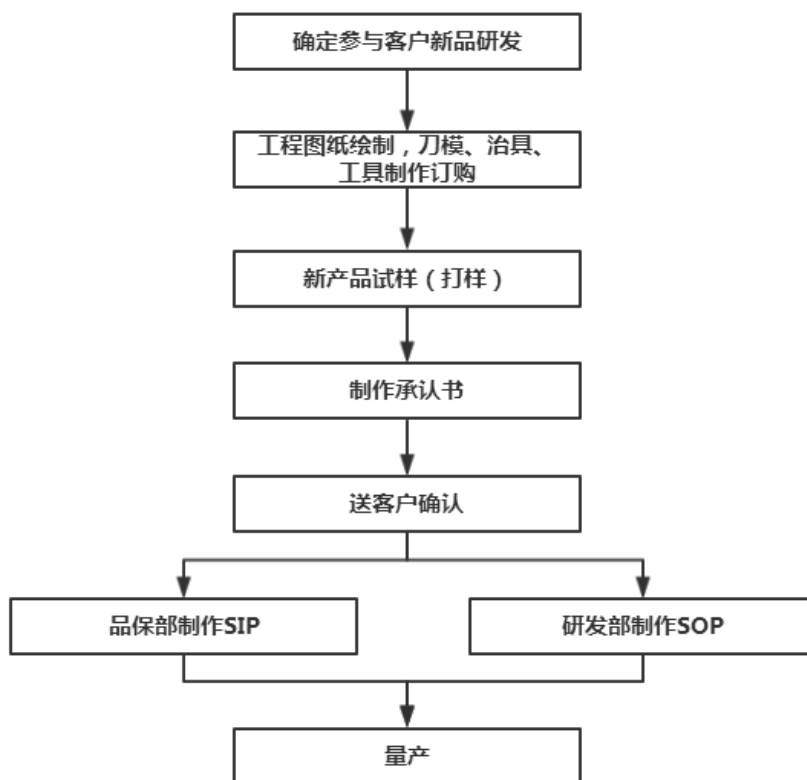 确定参与客户新品研发
工程图纸绘制，刀模、治具、
工具制作订购
新产品试样（打样）
制作承认书
送客户确认
品保部制作SIP
研发部制作SOP
量产